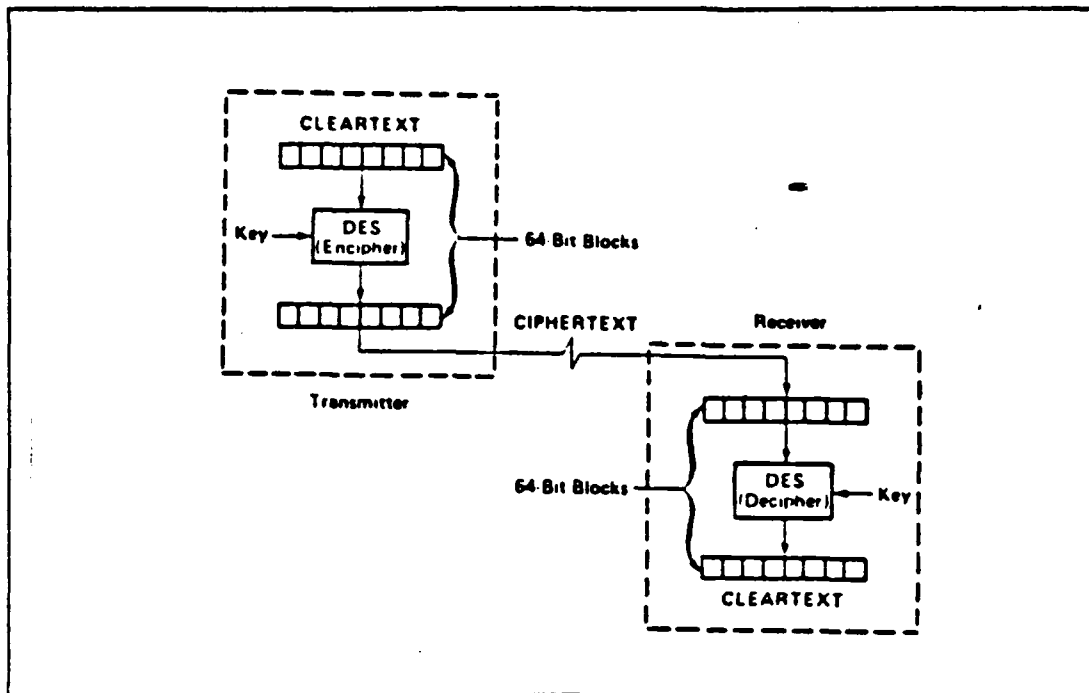 CLEARTEXT
Key
DES
(Encipher)
64-Bit Blocks
CIPHERTEXT
Transmitter
Receiver
64-Bit Blocks
DES
(Decipher)
Key
CLEARTEXT